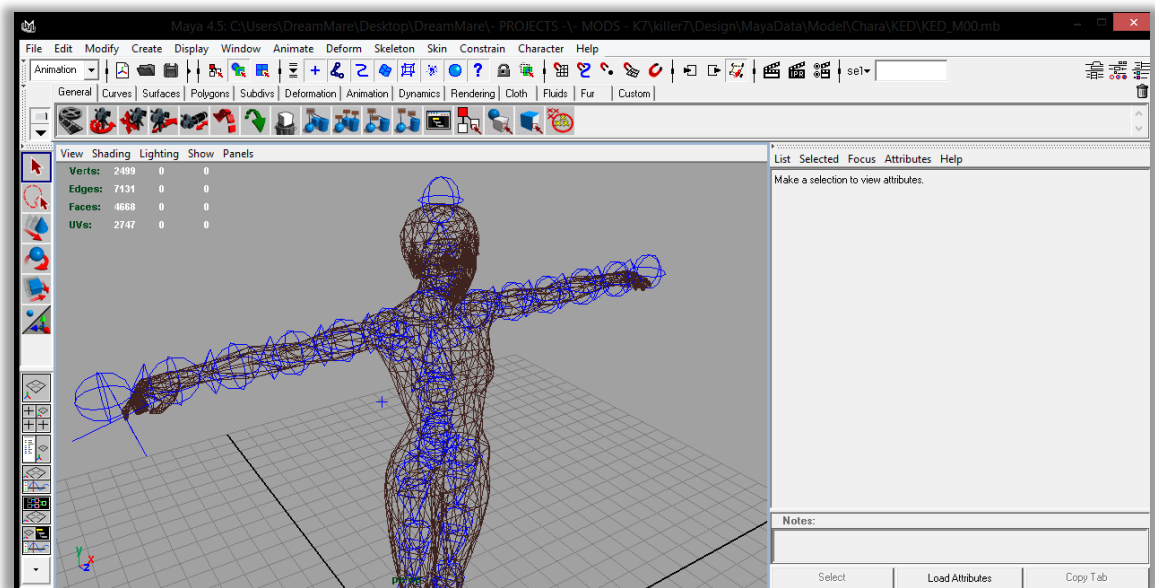 Maya 4.5: C:\Users\DreamMare\Desktop\DreamMare\- PROJECTS -\- MODS - K7\killer7\Design\MayaData\Model\Chara\KED\KED_M00.mb
File Edit Modify Create Display Window Animate Deform Skeleton Skin Constrain Character Help
Animation sel
General Curves Surfaces Polygons Subdivs Deformation Animation Dynamics Rendering Cloth Fluids Fur Custom
View Shading Lighting Show Panels
List Selected Focus Attributes Help
Make a selection to view attributes.
Verts: 2499 0 0
Edges: 7131 0 0
Faces: 4668 0 0
UVs: 2747 0 0
Notes:
y x z
persp
Select Load Attributes Copy Tab